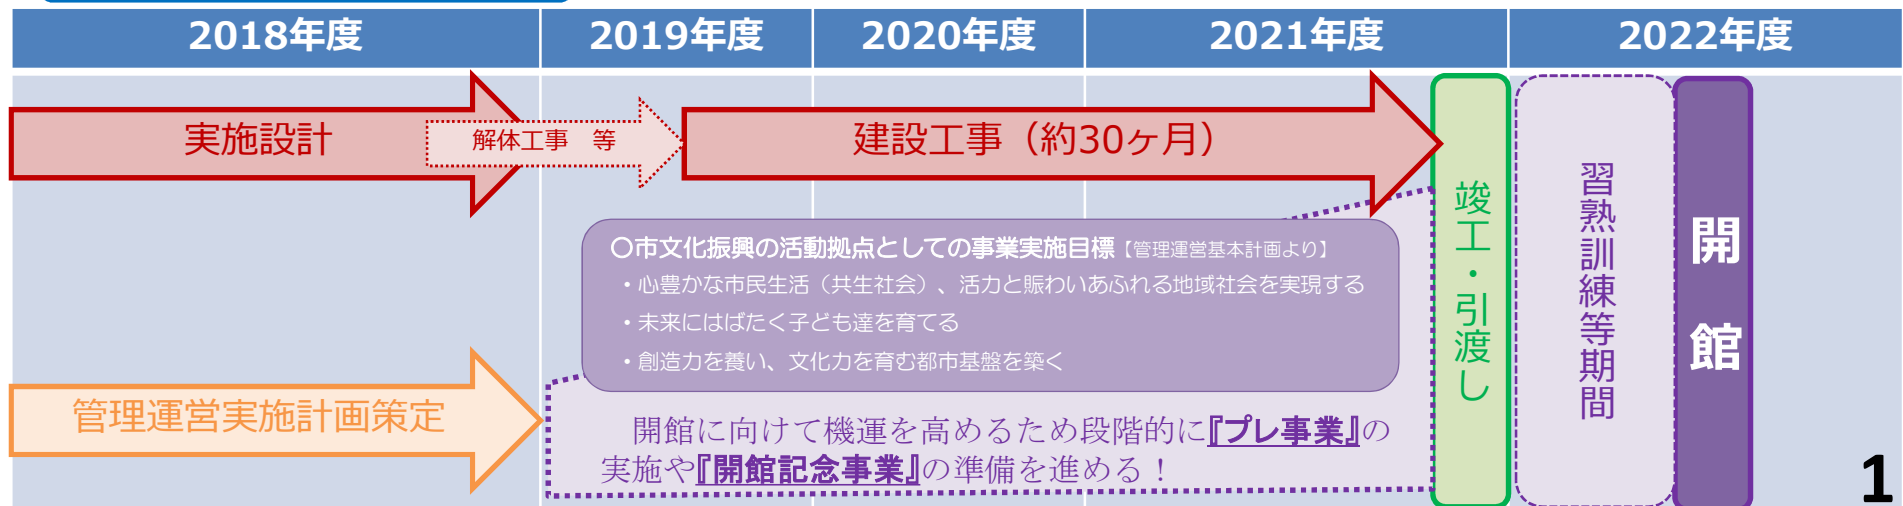 2018年度 2019年度 2020年度 2021年度 2022年度
実施設計
解体工事　等
建設工事（約30ヶ月）
〇市文化振興の活動拠点としての事業実施目標【管理運営基本計画より】
・心豊かな市民生活（共生社会）、活力と賑わいあふれる地域社会を実現する
・未来にはばたく子ども達を育てる
・創造力を養い、文化力を育む都市基盤を築く
管理運営実施計画策定
開館に向けて機運を高めるため段階的に『プレ事業』の
実施や『開館記念事業』の準備を進める！
竣工・引渡し
習熟訓練等期間
開館
1